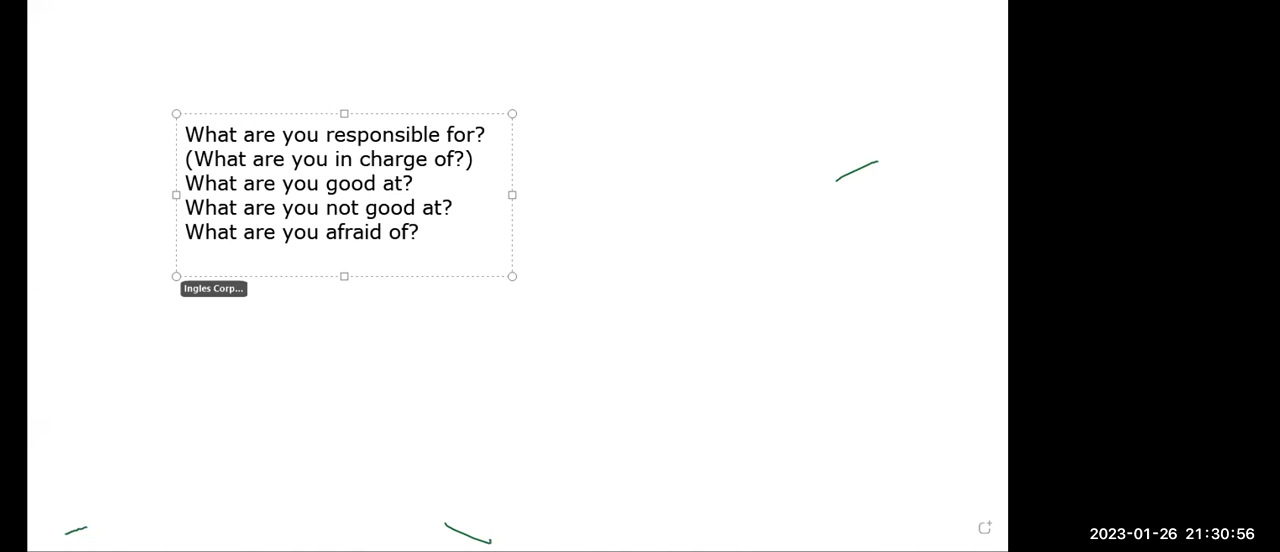 What are you responsible for?
(What are you in charge of?)
What are you good at?
What are you not good at?
What are you afraid of?
Ingles Corp...
2023-01-26 21:30:56